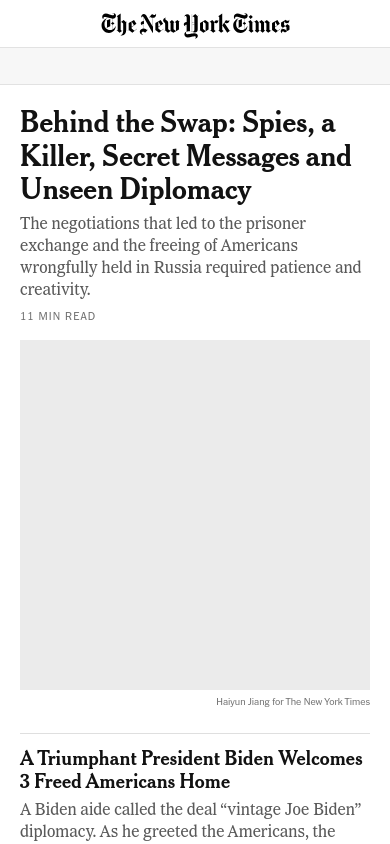 The New York Times
Behind the Swap: Spies, a
Killer, Secret Messages and
Unseen Diplomacy
The negotiations that led to the prisoner
exchange and the freeing of Americans
wrongfully held in Russia required patience and
creativity.
11 MIN READ
Haiyun Jiang for The New York Times
A Triumphant President Biden Welcomes
3 Freed Americans Home
A Biden aide called the deal “vintage Joe Biden”
diplomacy. As he greeted the Americans, the